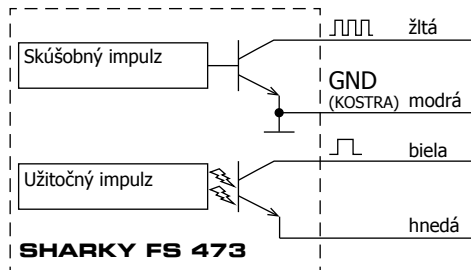 žltá
Skúšobný impulz
GND
(KOSTRA) modrá
biela
Užitočný impulz
hnedá
SHARKY FS 473